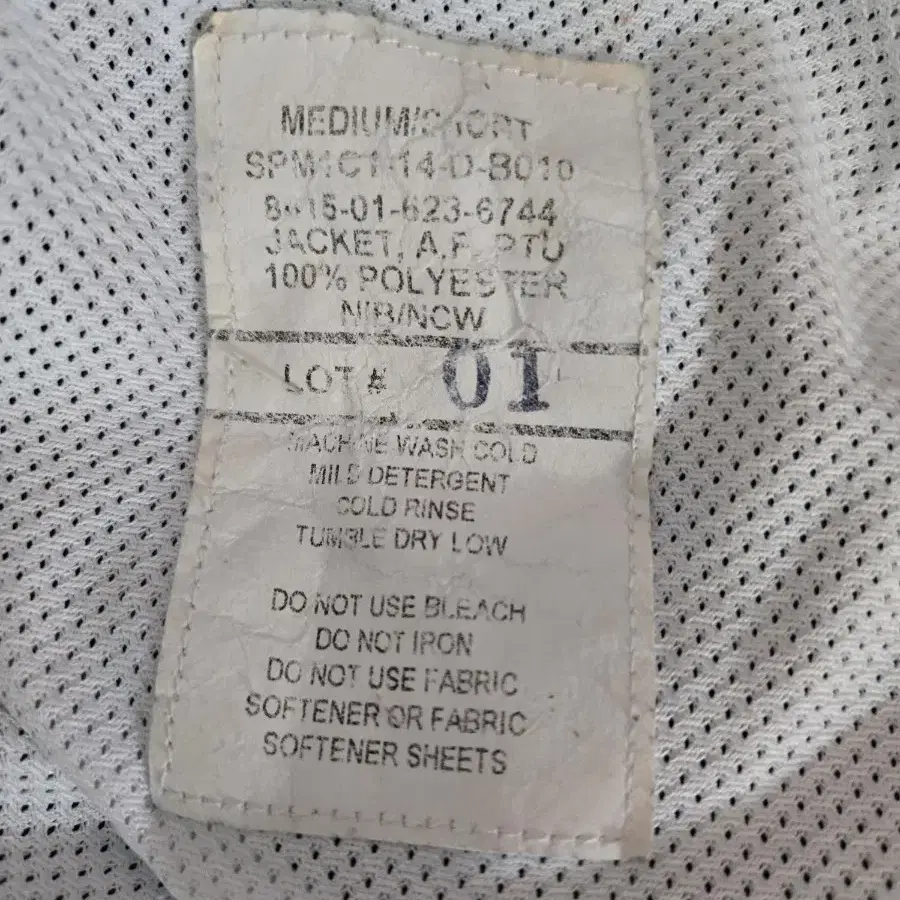 MEDIUM/SHORT
SPM1C1-14-D-B010
8415-01-623-6744
JACKET, A.F. PTU
100% POLYESTER
NIB/NCW
LOT # 01
MACHINE WASH COLD
MILD DETERGENT
COLD RINSE
TUMBLE DRY LOW
DO NOT USE BLEACH
DO NOT IRON
DO NOT USE FABRIC
SOFTENER OR FABRIC
SOFTENER SHEETS